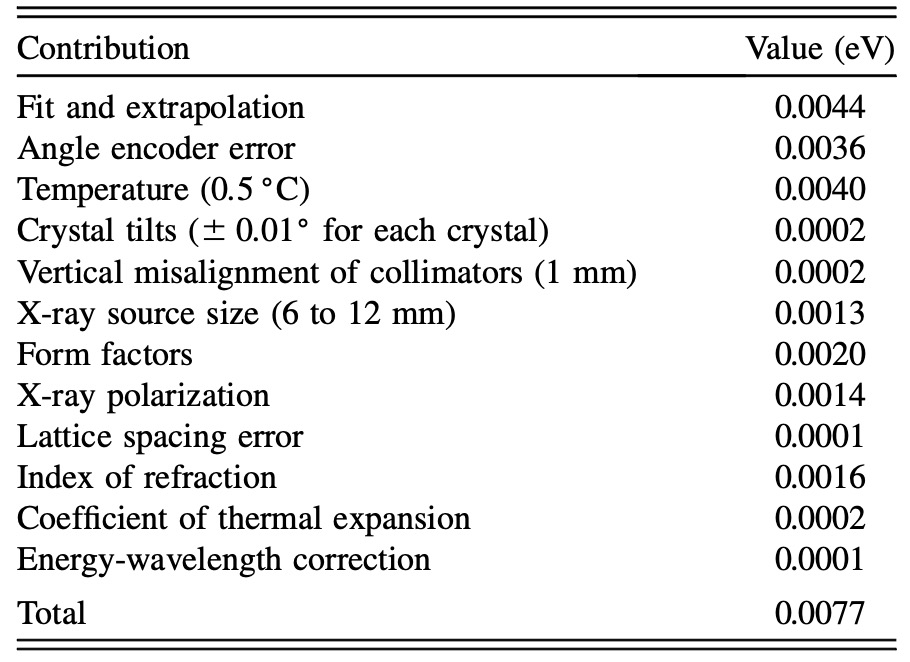 Contribution Value (eV)
Fit and extrapolation 0.0044
Angle encoder error 0.0036
Temperature (0.5 °C) 0.0040
Crystal tilts (± 0.01° for each crystal) 0.0002
Vertical misalignment of collimators (1 mm) 0.0002
X-ray source size (6 to 12 mm) 0.0013
Form factors 0.0020
X-ray polarization 0.0014
Lattice spacing error 0.0001
Index of refraction 0.0016
Coefficient of thermal expansion 0.0002
Energy-wavelength correction 0.0001
Total 0.0077